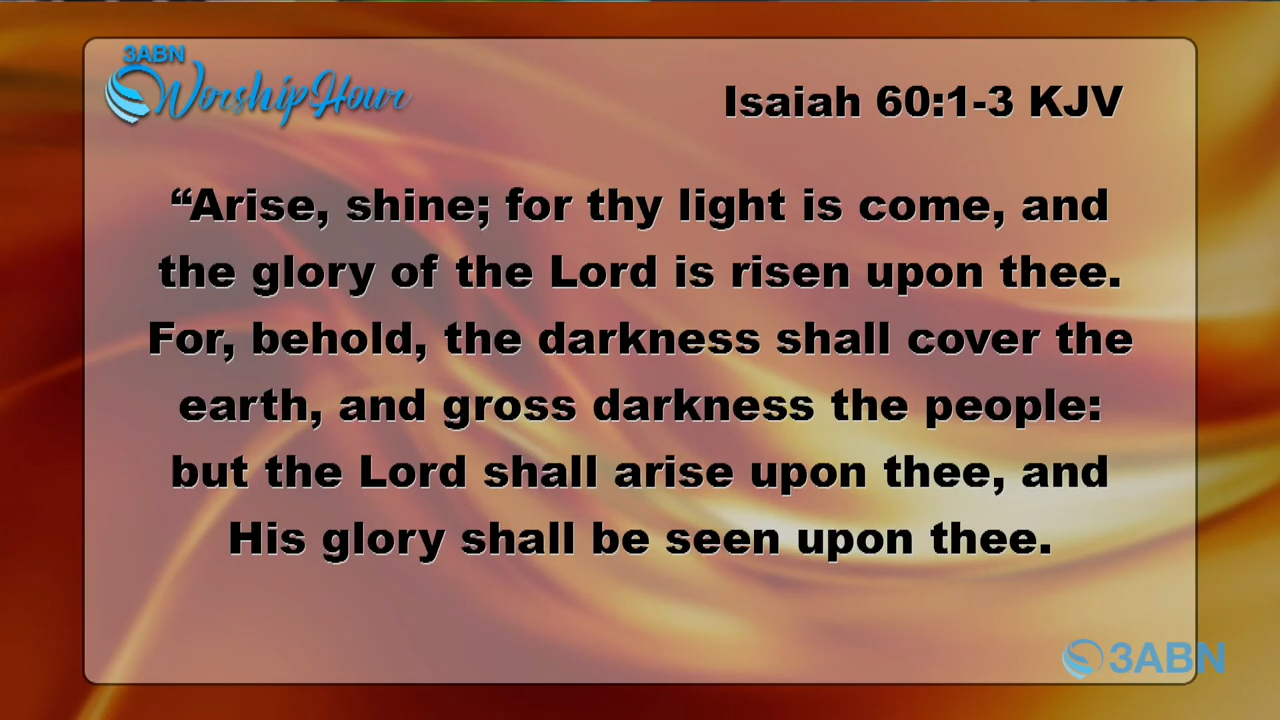 3ABN
Worship Hour
Isaiah 60:1-3 KJV
“Arise, shine; for thy light is come, and
the glory of the Lord is risen upon thee.
For, behold, the darkness shall cover the
earth, and gross darkness the people:
but the Lord shall arise upon thee, and
His glory shall be seen upon thee.
3ABN